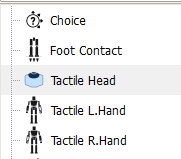 Choice
Foot Contact
Tactile Head
Tactile L.Hand
Tactile R.Hand